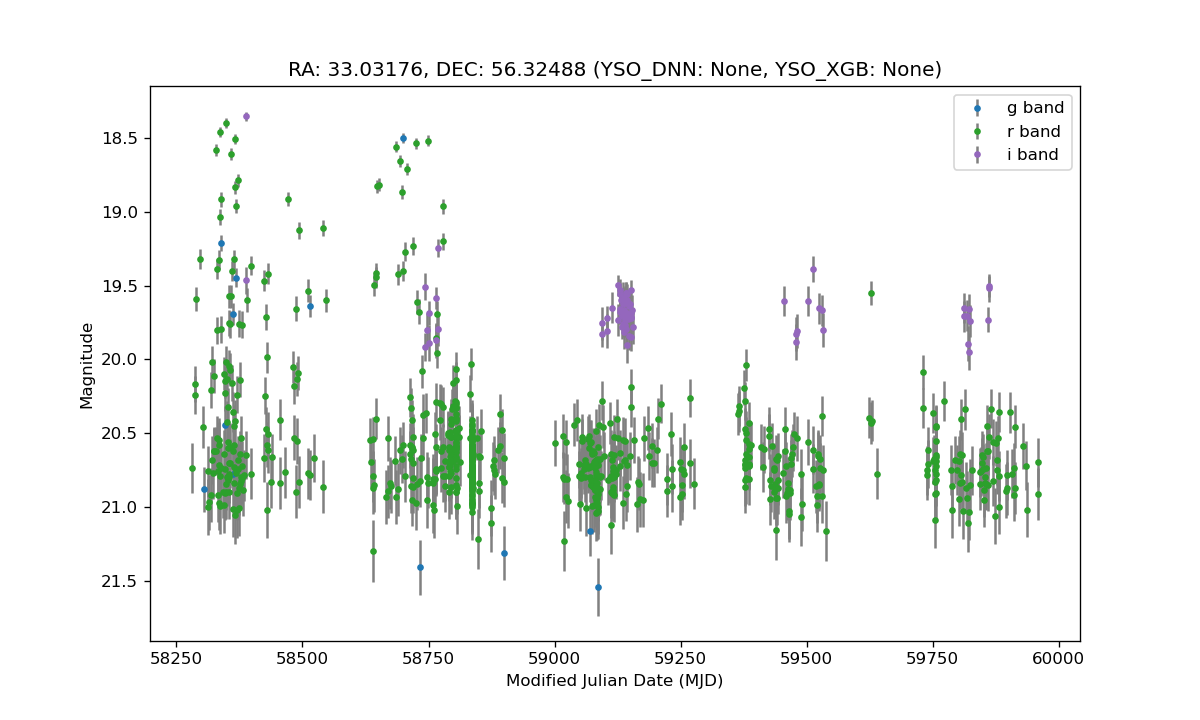 RA: 33.03176, DEC: 56.32488 (YSO_DNN: None, YSO_XGB: None)
g band
r band
i band
18.5
19.0
19.5
20.0
20.5
21.0
21.5
Magnitude
58250 58500 58750 59000 59250 59500 59750 60000
Modified Julian Date (MJD)